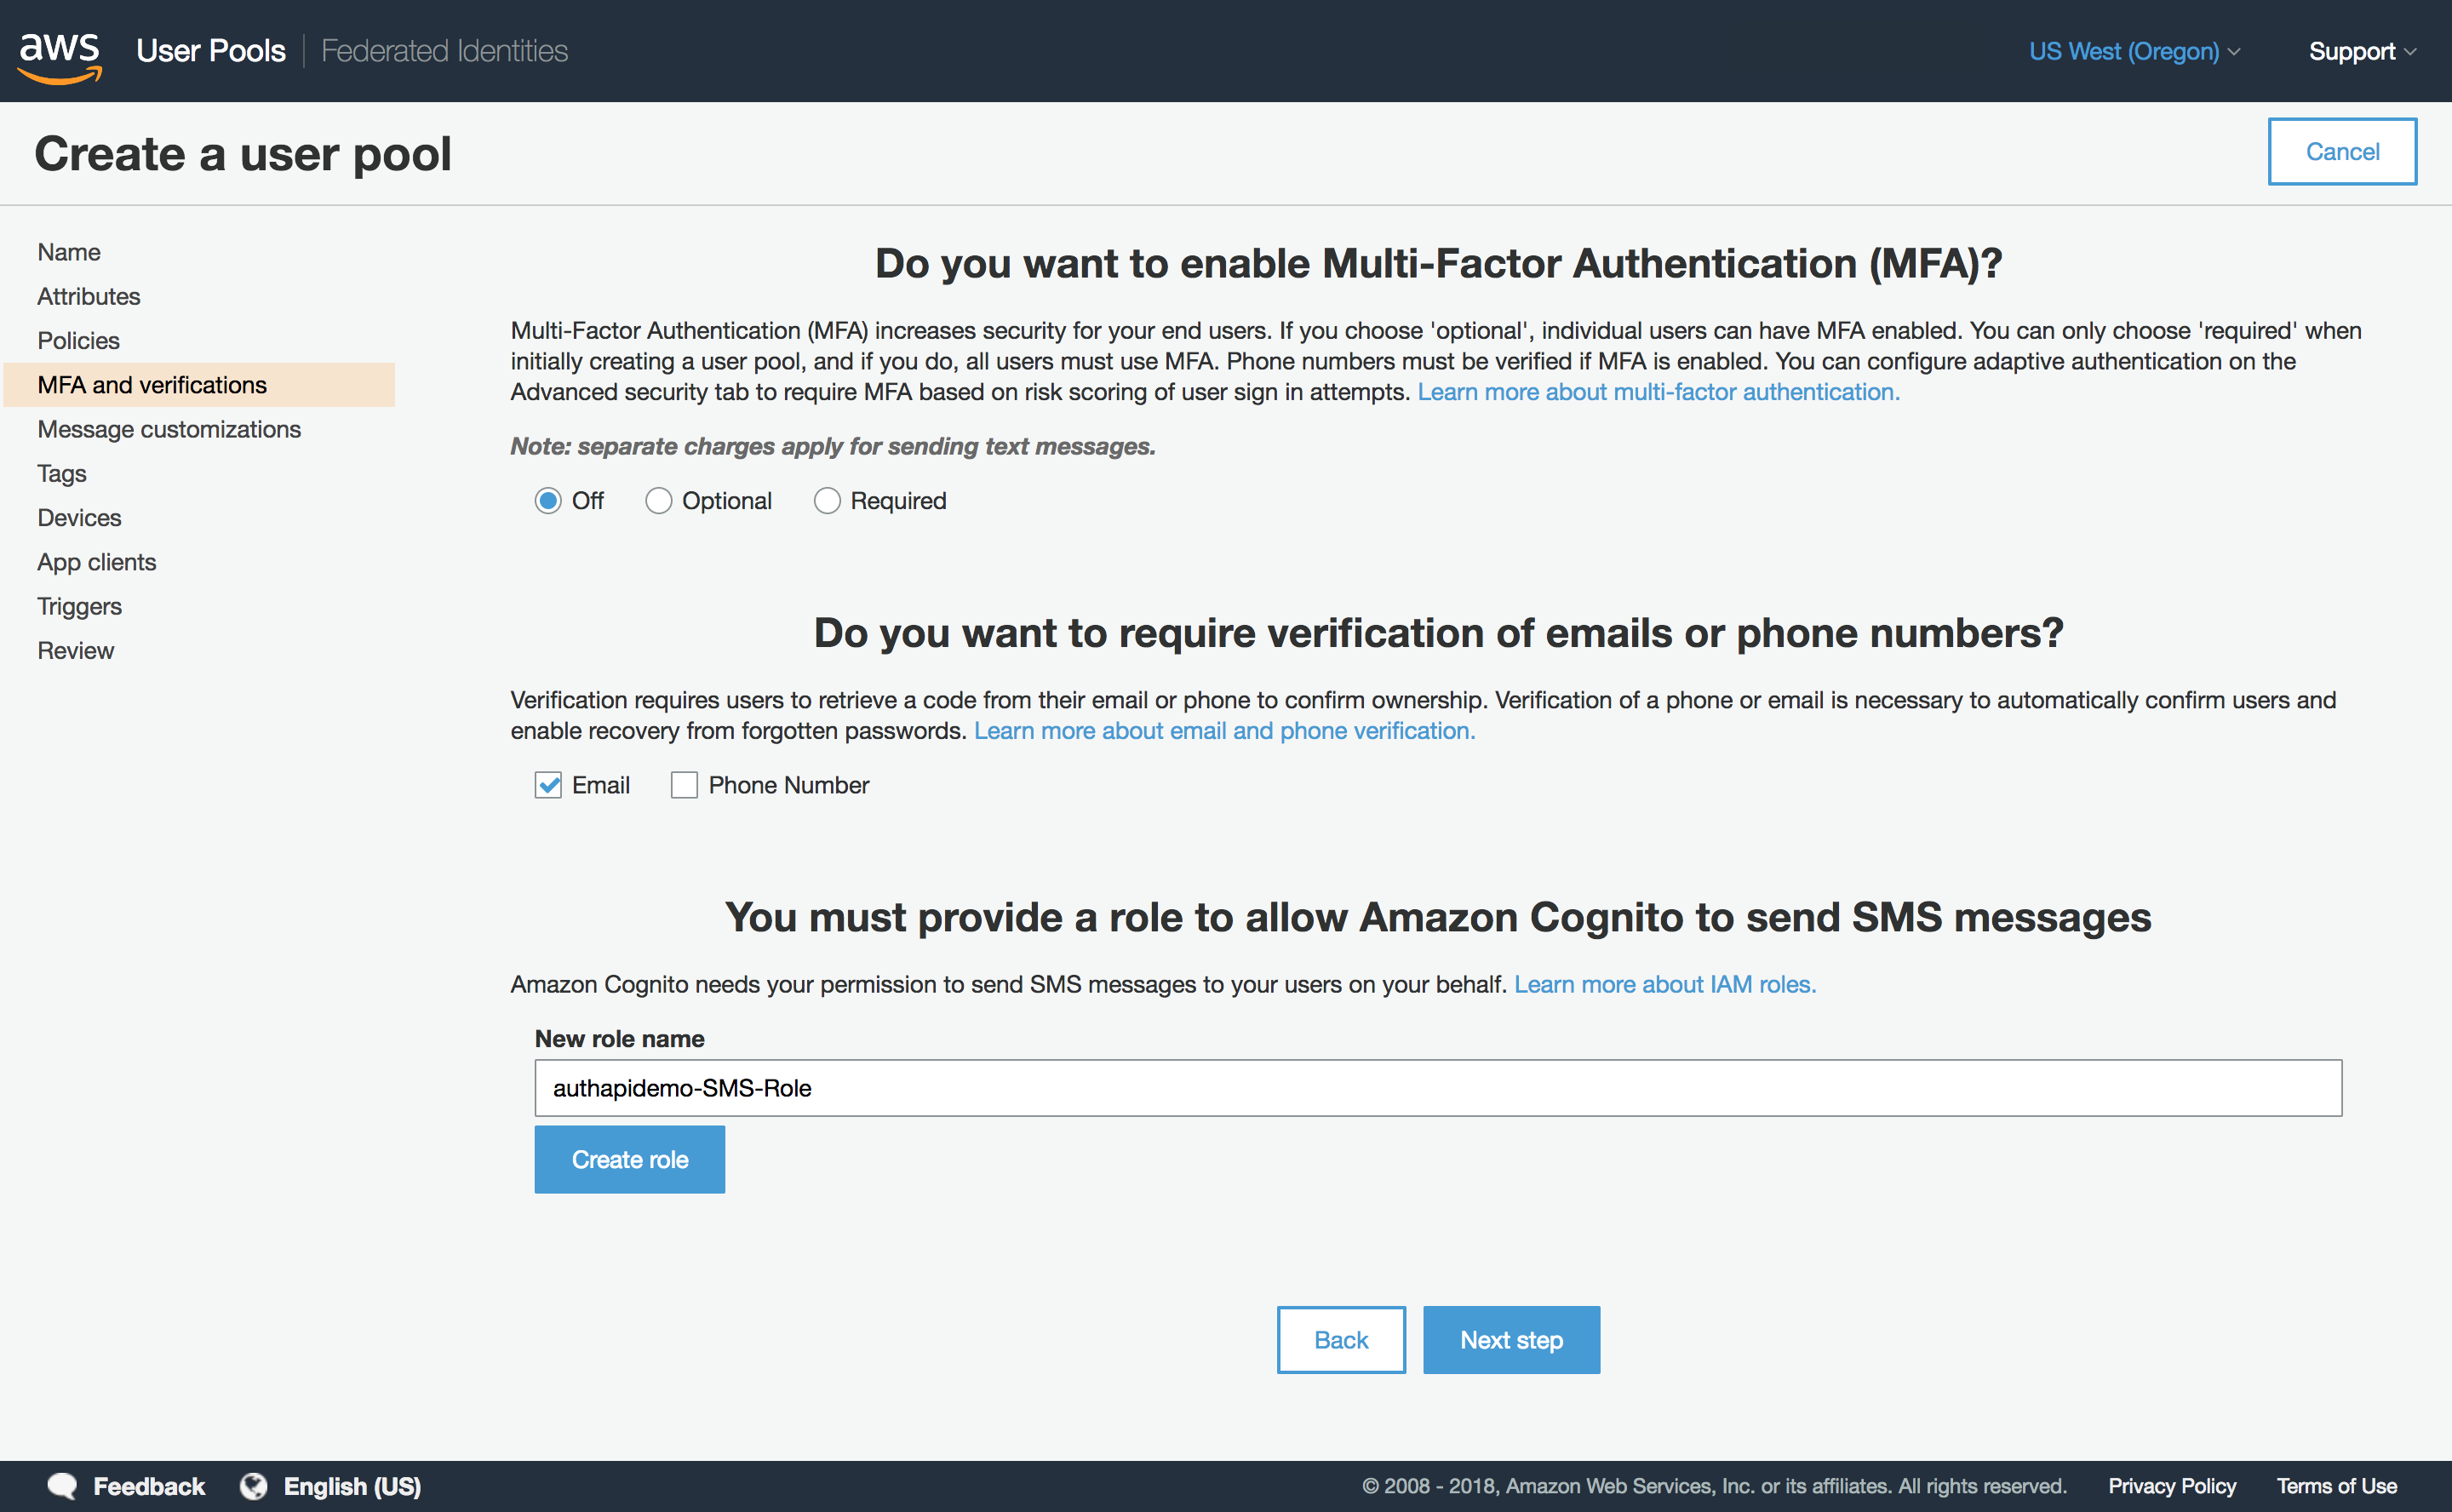 aws User Pools Federated Identities US West (Oregon) Support
Create a user pool Cancel
Name
Attributes
Policies
MFA and verifications
Message customizations
Tags
Devices
App clients
Triggers
Review
Do you want to enable Multi-Factor Authentication (MFA)?
Multi-Factor Authentication (MFA) increases security for your end users. If you choose 'optional', individual users can have MFA enabled. You can only choose 'required' when
initially creating a user pool, and if you do, all users must use MFA. Phone numbers must be verified if MFA is enabled. You can configure adaptive authentication on the
Advanced security tab to require MFA based on risk scoring of user sign in attempts. Learn more about multi-factor authentication.
Note: separate charges apply for sending text messages.
Off Optional Required
Do you want to require verification of emails or phone numbers?
Verification requires users to retrieve a code from their email or phone to confirm ownership. Verification of a phone or email is necessary to automatically confirm users and
enable recovery from forgotten passwords. Learn more about email and phone verification.
Email Phone Number
You must provide a role to allow Amazon Cognito to send SMS messages
Amazon Cognito needs your permission to send SMS messages to your users on your behalf. Learn more about IAM roles.
New role name
authapidemo-SMS-Role
Create role
Back Next step
Feedback English (US) © 2008 - 2018, Amazon Web Services, Inc. or its affiliates. All rights reserved. Privacy Policy Terms of Use